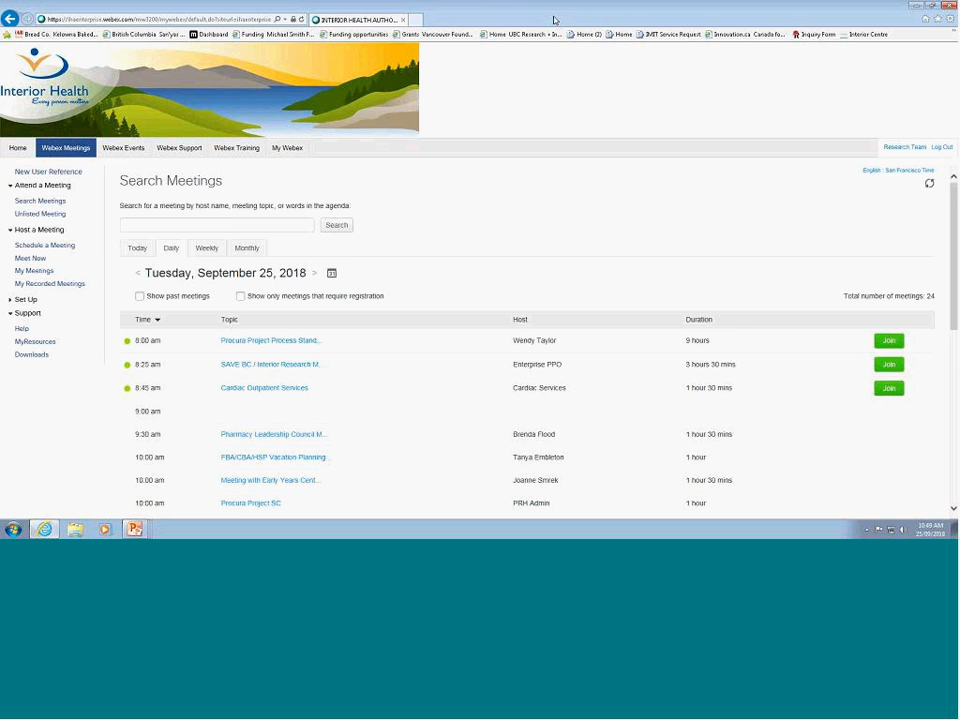 INTERIOR HEALTH AUTHO...
Dashboard
Funding opportunities
Home (2)
Home
Inquiry Form
Interior Centre
Interior Health
Every person matters
Home Webex Meetings Webex Events Webex Support Webex Training My Webex Research Team Log Out
New User Reference
Attend a Meeting
Search Meetings
Unlisted Meeting
Host a Meeting
Schedule a Meeting
Meet Now
My Meetings
My Recorded Meetings
Set Up
Support
Help
MyResources
Downloads
English : San Francisco Time
Search Meetings
Search for a meeting by host name, meeting topic, or words in the agenda:
Search
Today Daily Weekly Monthly
< Tuesday, September 25, 2018 >
Show past meetings Show only meetings that require registration Total number of meetings: 24
Time Topic Host Duration
8:00 am Procura Project Process Stand... Wendy Taylor 9 hours Join
8:25 am SAVE BC / Interior Research M... Enterprise PPO 3 hours 30 mins Join
8:45 am Cardiac Outpatient Services Cardiac Services 1 hour 30 mins Join
9:00 am
9:30 am Pharmacy Leadership Council M... Brenda Flood 1 hour 30 mins
10:00 am FBA/CBA/HSP Vacation Planning... Tanya Embleton 1 hour
10:00 am Meeting with Early Years Cent... Joanne Smrek 1 hour 30 mins
10:00 am Procura Project SC PRH Admin 1 hour
10:49 AM
25/09/2018